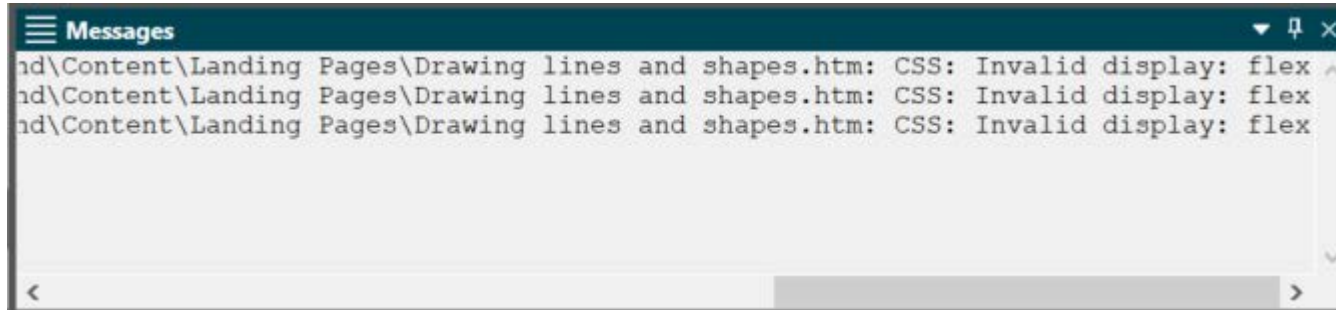 Messages
nd\Content\Landing Pages\Drawing lines and shapes.htm: CSS: Invalid display: flex
nd\Content\Landing Pages\Drawing lines and shapes.htm: CSS: Invalid display: flex
nd\Content\Landing Pages\Drawing lines and shapes.htm: CSS: Invalid display: flex